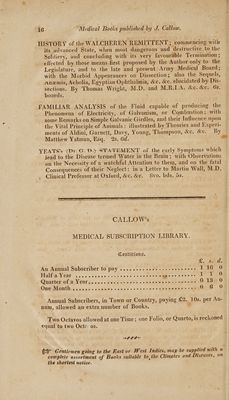 16 Medical Books published by J. Callow.
HISTORY of the WALCHEREN REMITTENT; commencing with
its advanced State, when most dangerous and destructive to the
Soldiery, and concluding with its very favourable Termination;
effected by those means first proposed by the Author only to the
Legislature, and to the late and present Army Medical Board;
with the Morbid Appearances on Dissection; also the Sequels,
Anæmia, Acholia, Egyptian Ophthalmia, &c. &c. elucidated by Dis-
sections. By Thomas Wright, M.D. and M.R.I.A. &c. &c. 6s.
boards.
FAMILIAR ANALYSIS of the Fluid capable of producing the
Phenomena of Electricity, of Galvanism, or Combustion; with
some Remarks on Simple Galvanic Girdles, and their Influence upon
the Vital Principle of Animals: illustrated by Theories and Experi-
ments of Aldini, Garnett, Davy, Young, Thompson, &c. &c. By
Matthew Yatman, Esq. 2s. 6d.
YEATS's (Dr. G. D.) STATEMENT of the early Symptoms which
lead to the Disease termed Water in the Brain; with Observations
on the Necessity of a watchful Attention to them, and on the fatal
Consequences of their Neglect: in a Letter to Martin Wall, M.D.
Clinical Professor at Oxford, &c. &c. 8vo. bds. 5s.
CALLOW's
MEDICAL SUBSCRIPTION LIBRARY.
Conditions.
£. s. d.
An Annual Subscriber to pay 1 16 0
Half a Year 1 1 0
Quarter of a Year 0 13 0
One Month 0 6 0
Annual Subscribers, in Town or Country, paying £2. 10s. per An-
num, allowed an extra number of Books.
Two Octavos allowed at one Time; one Folio, or Quarto, is reckoned
equal to two Octavos.
Gentlemen going to the East or West Indies, may be supplied with a
complete assortment of Books suitable to the Climates and Diseases, on
the shortest notice.